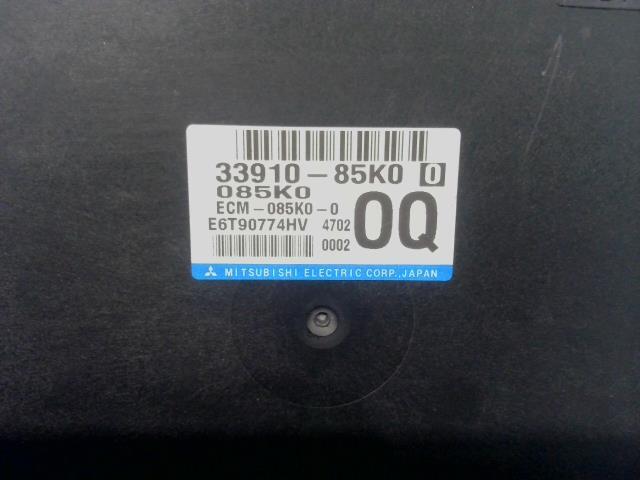 33910-85K0 0
085K0
ECM-085K0-0
E6T90774HV 4702
0002
0Q
MITSUBISHI ELECTRIC CORP., JAPAN